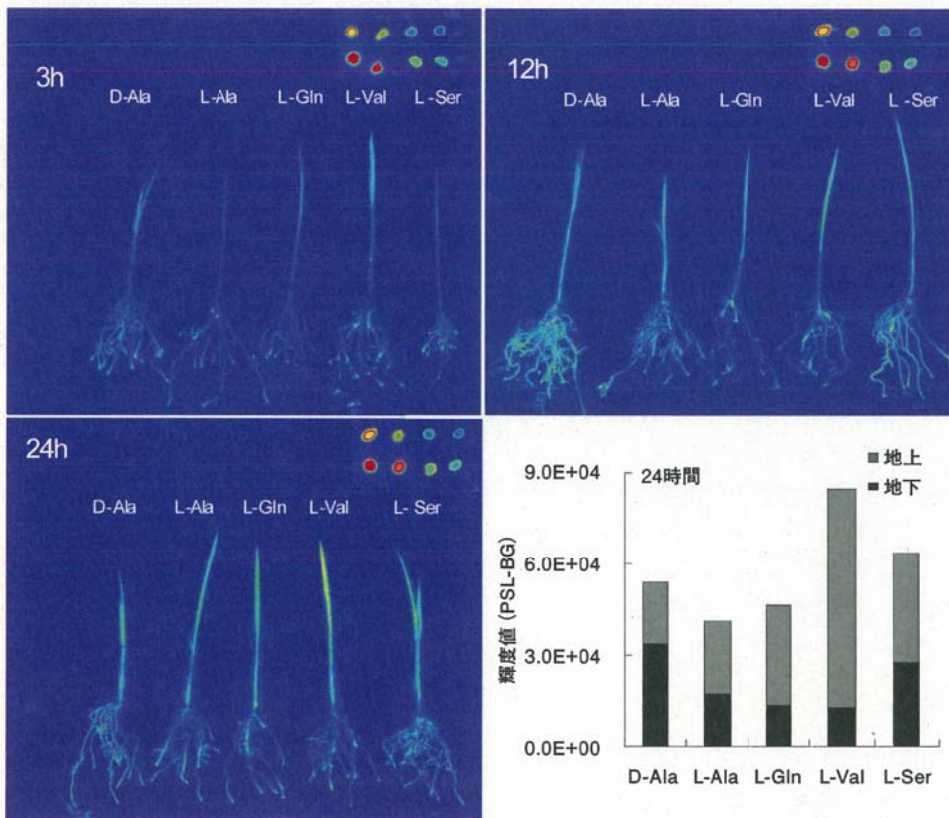 3h
D-Ala L-Ala L-Gln L-Val L -Ser
12h
D-Ala L-Ala L-Gln L-Val L -Ser
24h
D-Ala L-Ala L-Gln L-Val L- Ser
9.0E+04
6.0E+04
3.0E+04
0.0E+00
輝度値 (PSL-BG)
24時間
地上
地下
D-Ala L-Ala L-Gln L-Val L-Ser